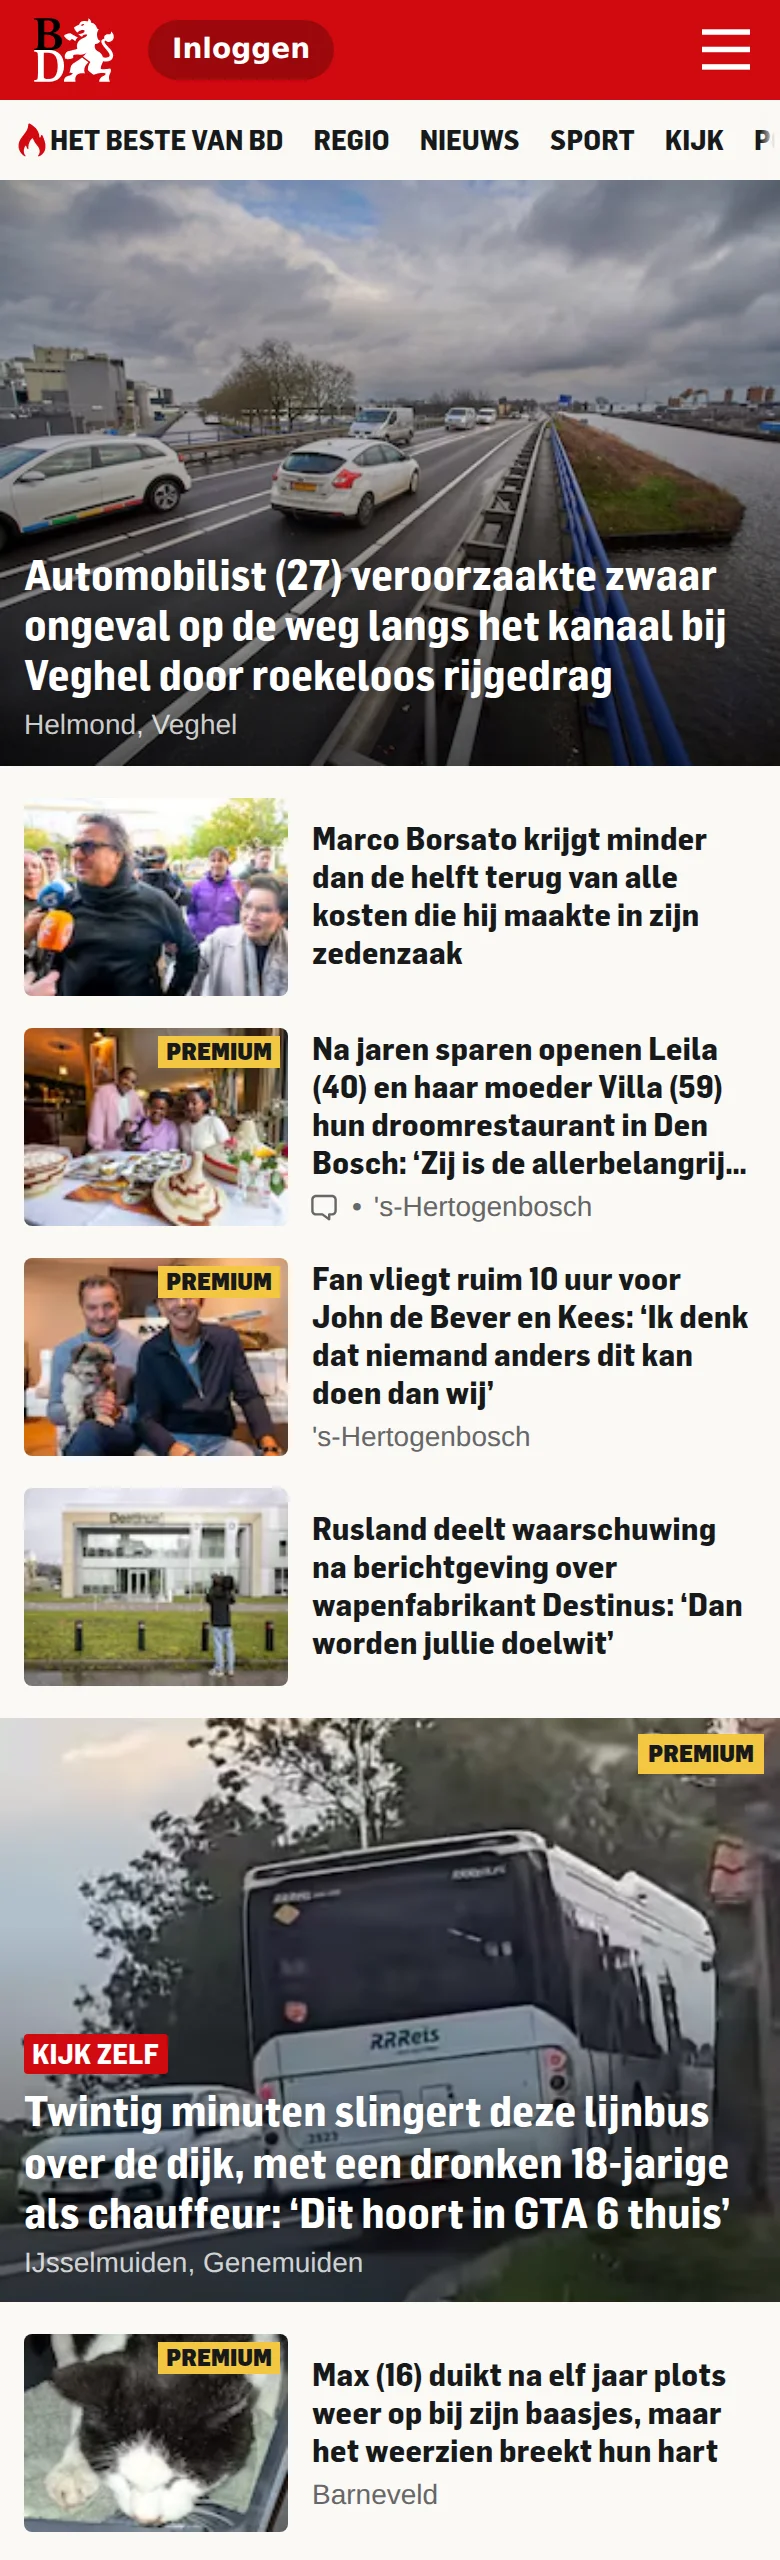 BD
Inloggen
HET BESTE VAN BD REGIO NIEUWS SPORT KIJK
Automobilist (27) veroorzaakte zwaar
ongeval op de weg langs het kanaal bij
Veghel door roekeloos rijgedrag
Helmond, Veghel
Marco Borsato krijgt minder
dan de helft terug van alle
kosten die hij maakte in zijn
zedenzaak
PREMIUM
Na jaren sparen openen Leila
(40) en haar moeder Villa (59)
hun droomrestaurant in Den
Bosch: ‘Zij is de allerbelangrij...
• 's-Hertogenbosch
PREMIUM
Fan vliegt ruim 10 uur voor
John de Bever en Kees: ‘Ik denk
dat niemand anders dit kan
doen dan wij’
's-Hertogenbosch
Destinus
Rusland deelt waarschuwing
na berichtgeving over
wapenfabrikant Destinus: ‘Dan
worden jullie doelwit’
PREMIUM
RRReis
KIJK ZELF
Twintig minuten slingert deze lijnbus
over de dijk, met een dronken 18-jarige
als chauffeur: ‘Dit hoort in GTA 6 thuis’
IJsselmuiden, Genemuiden
PREMIUM
Max (16) duikt na elf jaar plots
weer op bij zijn baasjes, maar
het weerzien breekt hun hart
Barneveld